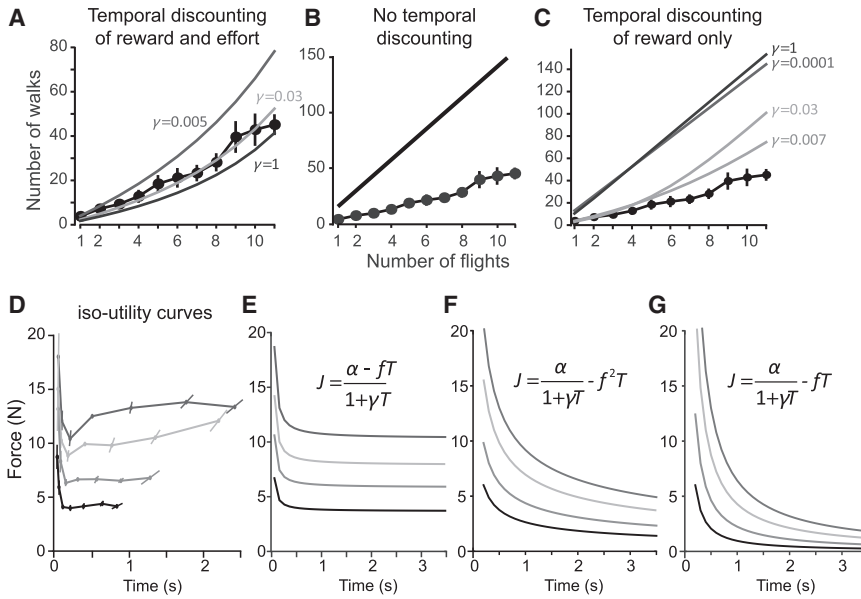 A
Temporal discounting
of reward and effort
B
No temporal
discounting
C
Temporal discounting
of reward only
Number of walks
80
60
40
20
0
γ=0.005
γ=0.03
γ=1
1 2 4 6 8 10
150
100
50
0
1 2 4 6 8 10
140
120
100
80
60
40
20
0
γ=1
γ=0.0001
γ=0.03
γ=0.007
1 2 4 6 8 10
Number of flights
D
iso-utility curves
E
F
G
Force (N)
20
15
10
5
0
0 1 2
Time (s)
20
15
10
5
0
J = α - fT / 1+γT
0 1 2 3
Time (s)
20
15
10
5
0
J = α / 1+γT - f²T
0 1 2 3
Time (s)
20
15
10
5
0
J = α / 1+γT - fT
0 1 2 3
Time (s)